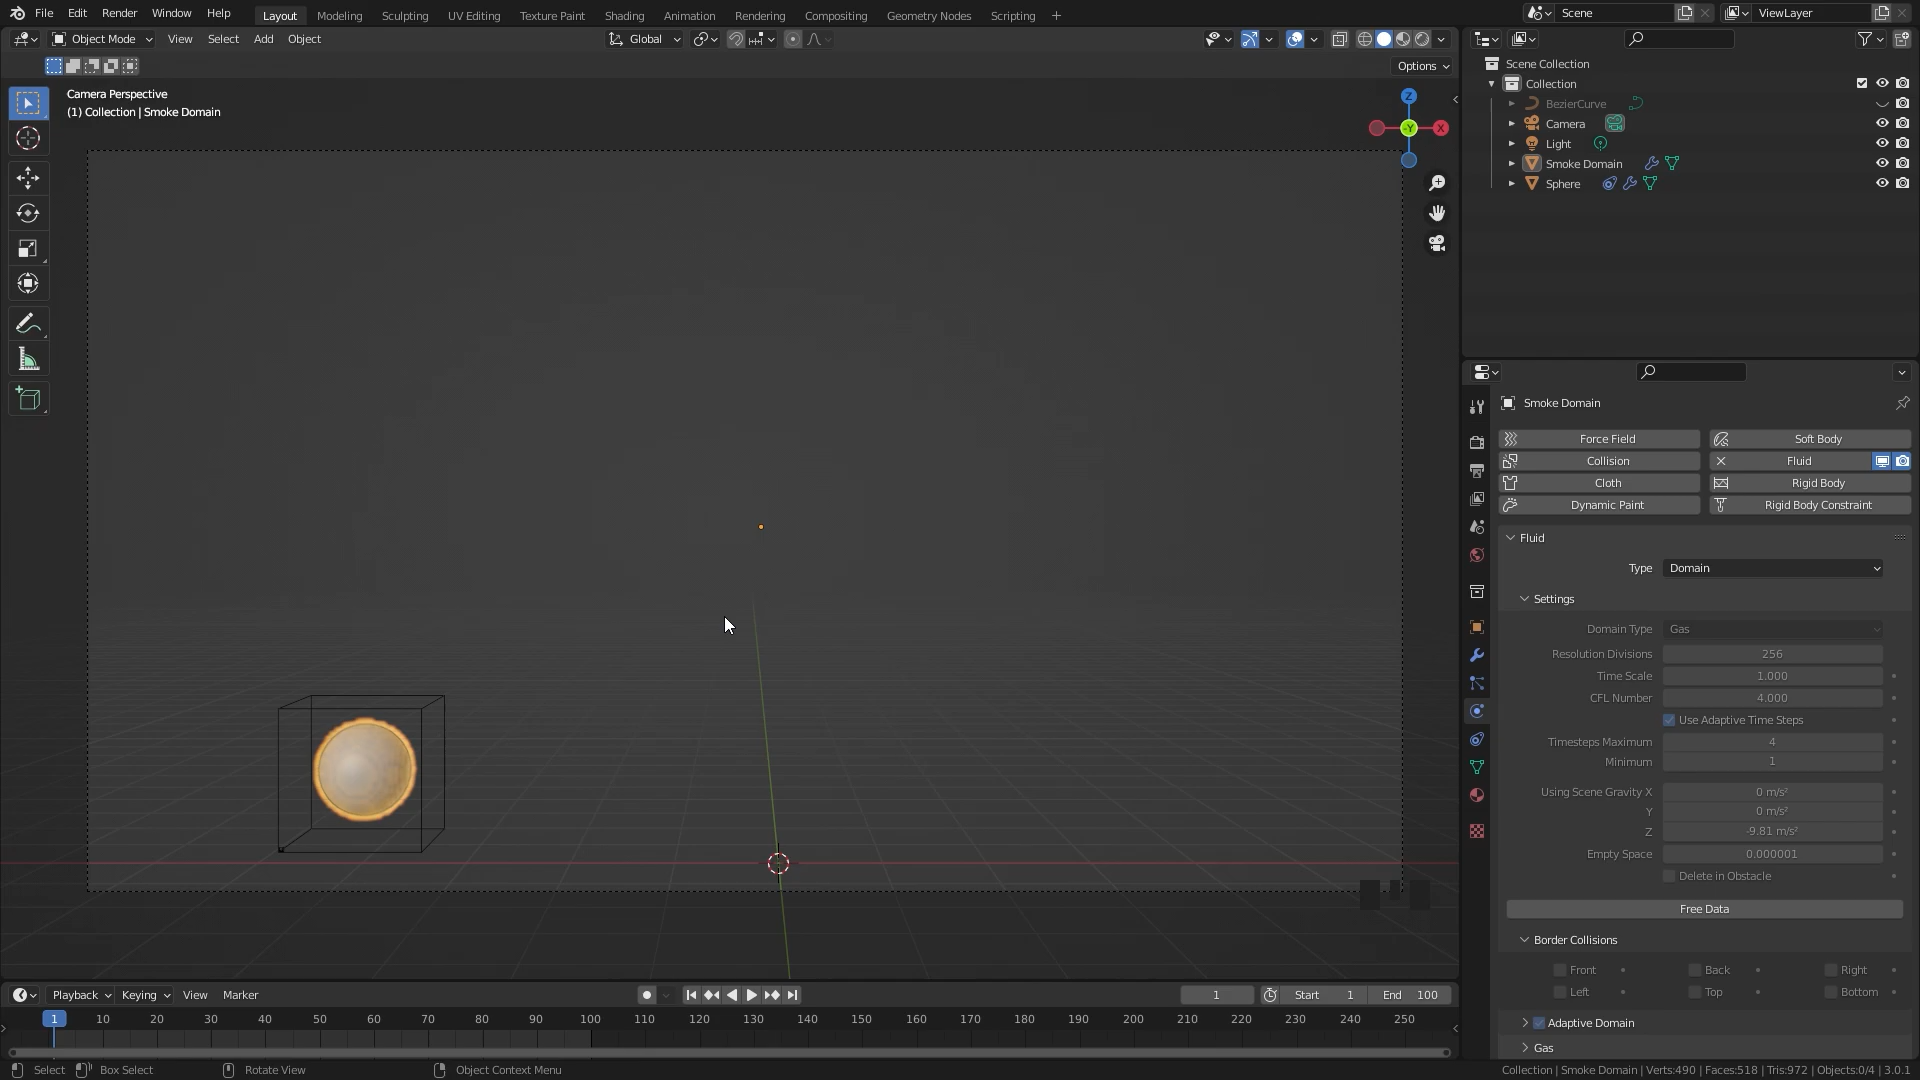 File Edit Render Window Help Layout Modeling Sculpting UV Editing Texture Paint Shading Animation Rendering Compositing Geometry Nodes Scripting + Scene ViewLayer
Object Mode View Select Add Object Global
Options
Camera Perspective
(1) Collection | Smoke Domain
Z
-Y
X
Scene Collection
Collection
BezierCurve
Camera
Light
Smoke Domain
Sphere
Smoke Domain
Force Field Soft Body
Collision Fluid
Cloth Rigid Body
Dynamic Paint Rigid Body Constraint
Fluid
Type Domain
Settings
Domain Type Gas
Resolution Divisions 256
Time Scale 1.000
CFL Number 4.000
Use Adaptive Time Steps
Timesteps Maximum 4
Minimum 1
Using Scene Gravity X 0 m/s²
Y 0 m/s²
Z -9.81 m/s²
Empty Space 0.000001
Delete in Obstacle
Free Data
Border Collisions
Front Back Right
Left Top Bottom
Adaptive Domain
Gas
Playback Keying View Marker 1 Start 1 End 100
1 10 20 30 40 50 60 70 80 90 100 110 120 130 140 150 160 170 180 190 200 210 220 230 240 250
Select Box Select Rotate View Object Context Menu Collection | Smoke Domain | Verts:490 | Faces:518 | Tris:972 | Objects:0/4 | 3.0.1